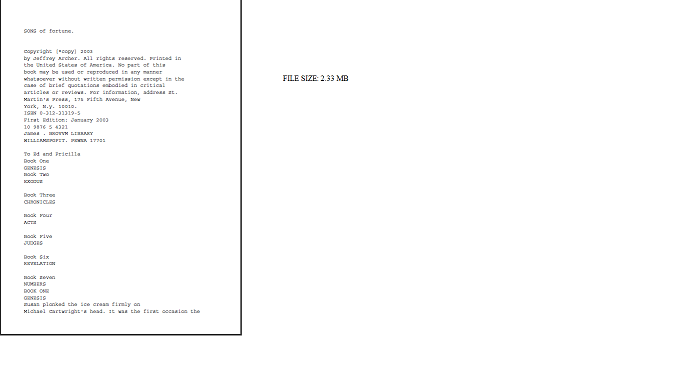 SONS of fortune.
Copyright (*copy) 2002
by Jeffrey Archer. All rights reserved. Printed in
the United States of America. No part of this
book may be used or reproduced in any manner
whatsoever without written permission except in the
case of brief quotations embodied in critical
articles or reviews. For information, address St.
Martin's Press, 175 Fifth Avenue, New
York, N.y. 10010.
ISBN 0-312-31319-5
First Edition: January 2003
10 9876 5 4321
James . BROVVM LIBRARY
WILLIAMSPOFIT. PEWEA 17701
To Ed and Pricilla
Book One
GENESIS
Book Two
EXODUS
Book Three
CHRONICLES
Book Four
ACTS
Book Five
JUDGES
Book Six
REVELATION
Book Seven
NUMBERS
BOOK ONE
GENESIS
susan plonked the ice cream firmly on
Michael Cartwright's head. It was the first occasion the
FILE SIZE: 2.33 MB